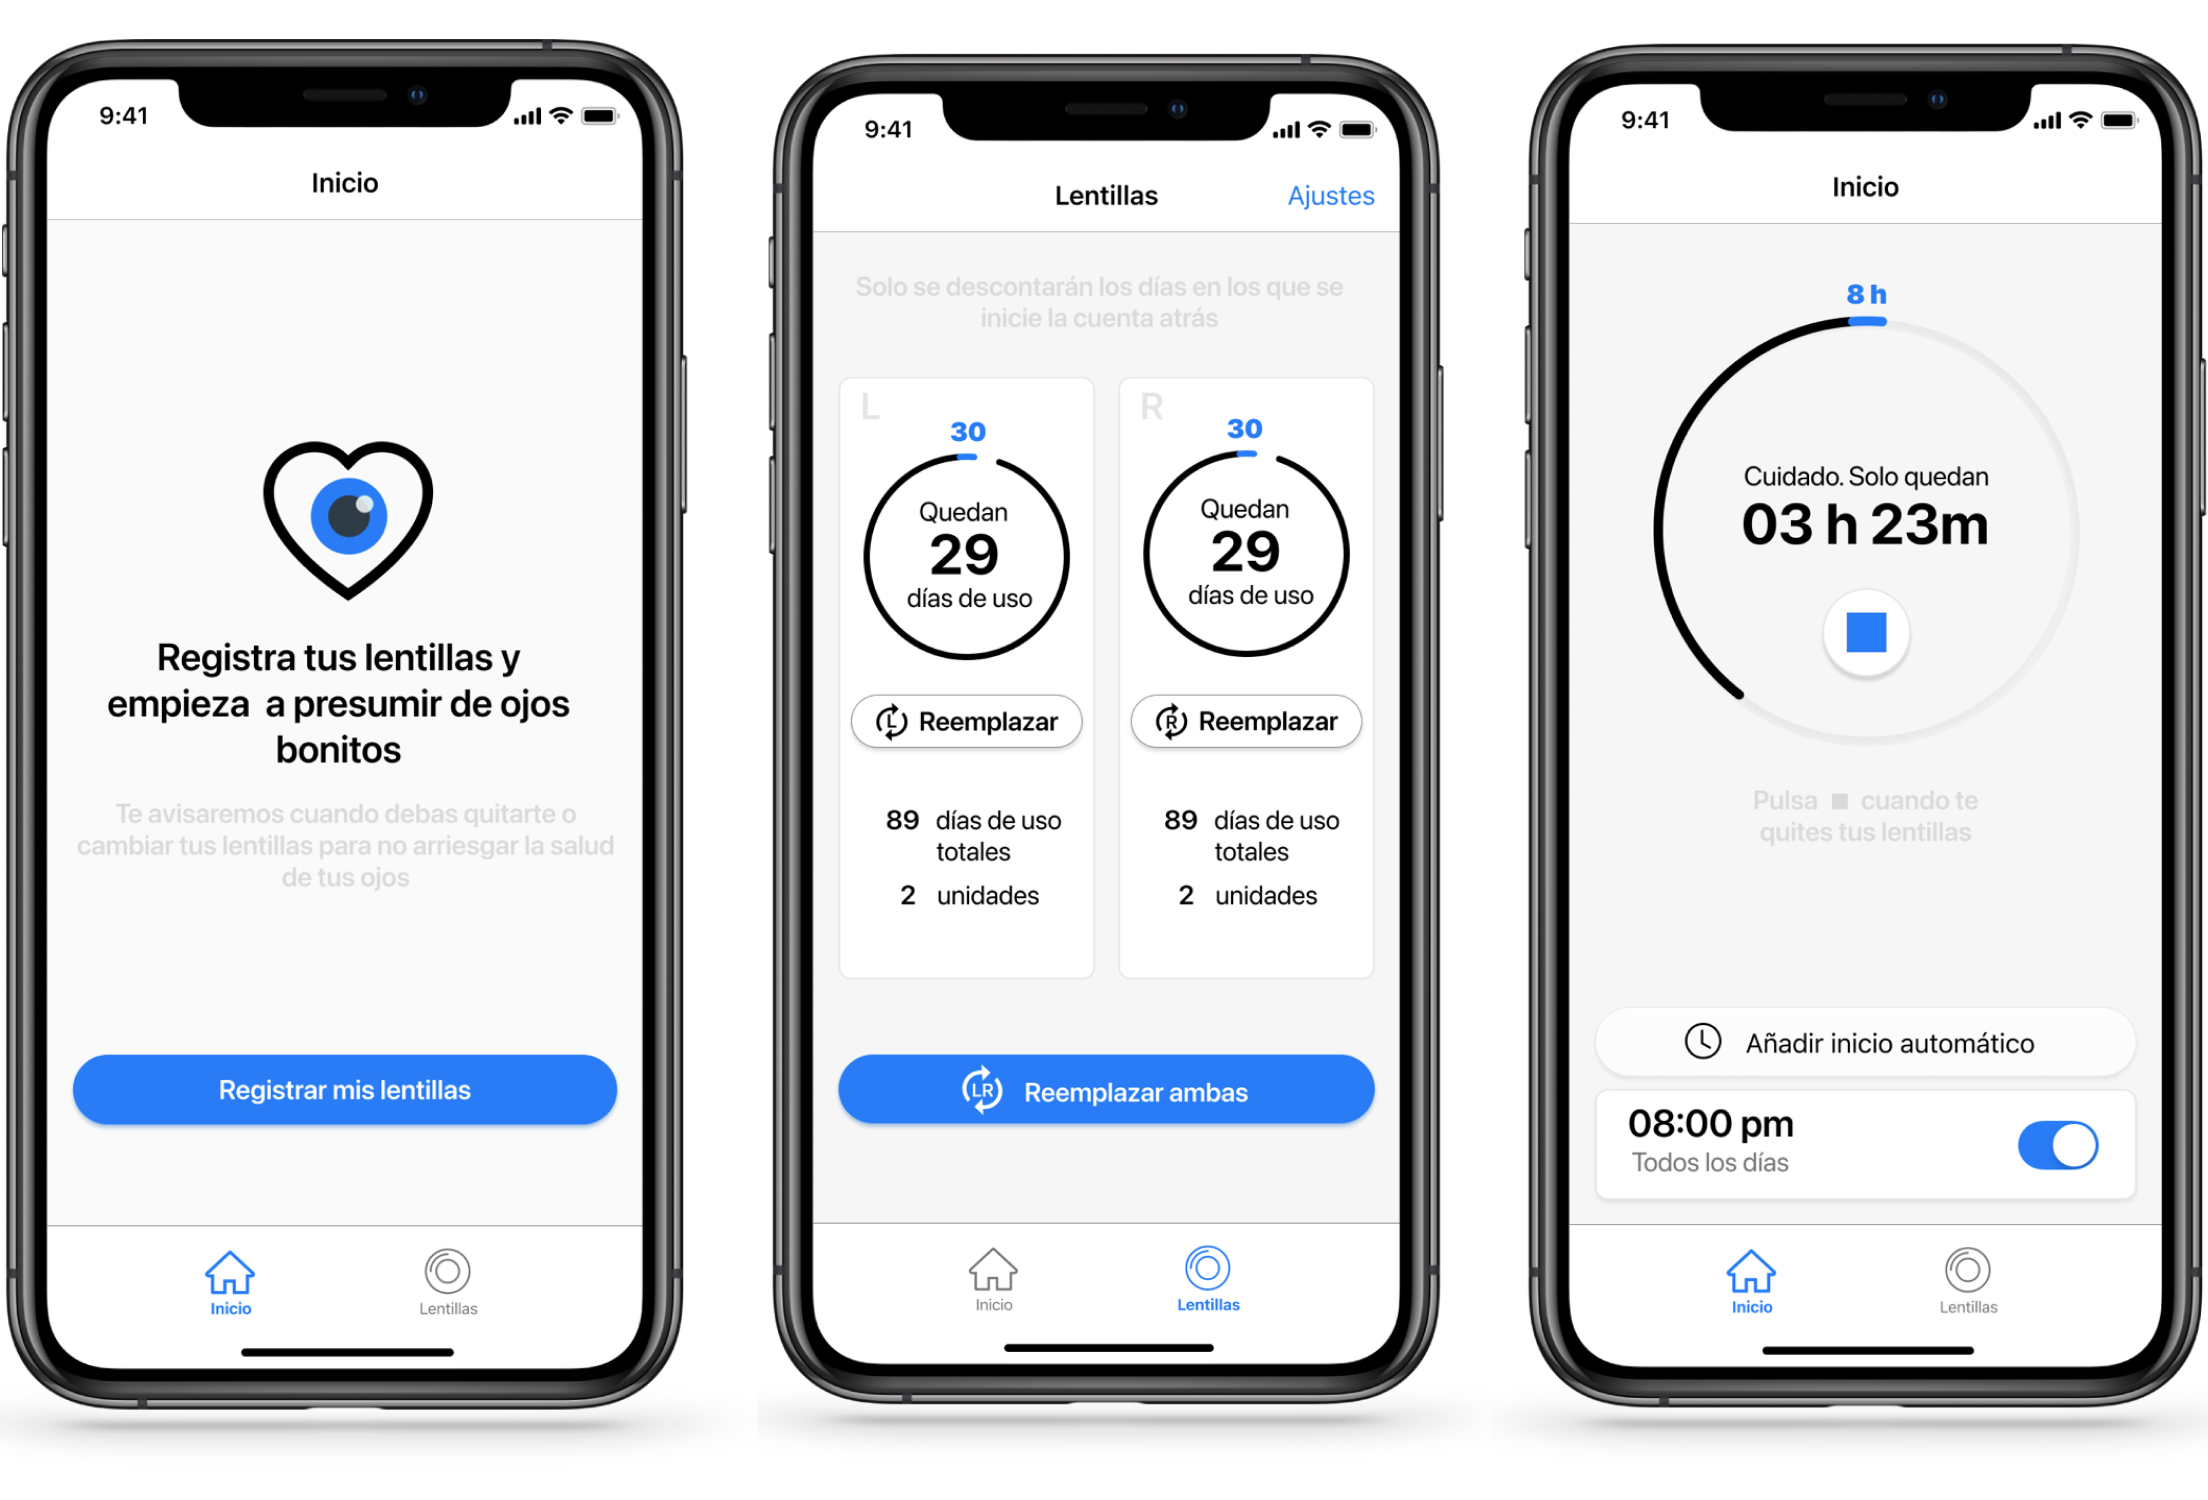 9:41
Inicio
Registra tus lentillas y
empieza a presumir de ojos
bonitos
Te avisaremos cuando debas quitarte o
cambiar tus lentillas para no arriesgar la salud
de tus ojos
Registrar mis lentillas
Inicio
Lentillas
9:41
Lentillas
Ajustes
Solo se descontarán los días en los que se
inicie la cuenta atrás
L
30
Quedan
29
días de uso
L Reemplazar
89 días de uso
totales
2 unidades
R
30
Quedan
29
días de uso
R Reemplazar
89 días de uso
totales
2 unidades
LR Reemplazar ambas
Inicio
Lentillas
9:41
Inicio
8 h
Cuidado. Solo quedan
03 h 23m
Pulsa ■ cuando te
quites tus lentillas
Añadir inicio automático
08:00 pm
Todos los días
Inicio
Lentillas